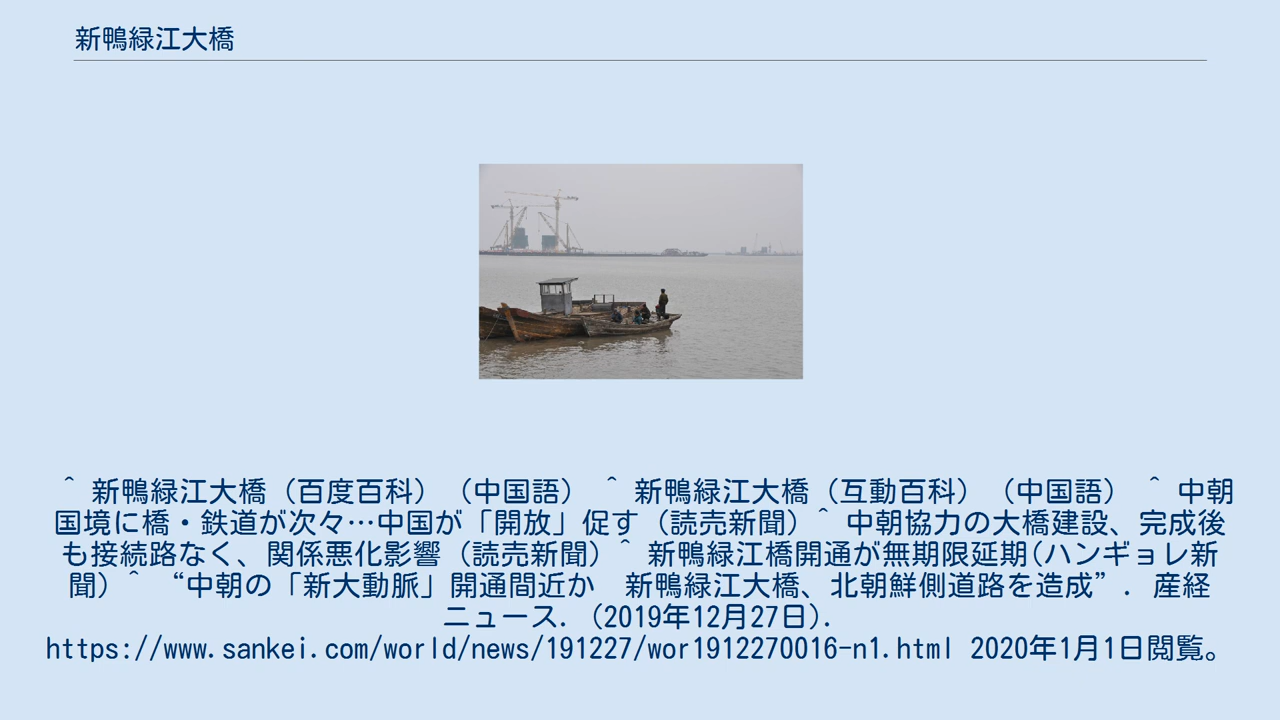 新鴨緑江大橋
^ 新鴨緑江大橋（百度百科）（中国語） ^ 新鴨緑江大橋（互動百科）（中国語） ^ 中朝
国境に橋・鉄道が次々…中国が「開放」促す（読売新聞）^ 中朝協力の大橋建設、完成後
も接続路なく、関係悪化影響（読売新聞）^ 新鴨緑江橋開通が無期限延期(ハンギョレ新
聞）^ “中朝の「新大動脈」開通間近か　新鴨緑江大橋、北朝鮮側道路を造成”. 産経
ニュース. (2019年12月27日).
https://www.sankei.com/world/news/191227/wor1912270016-n1.html 2020年1月1日閲覧。